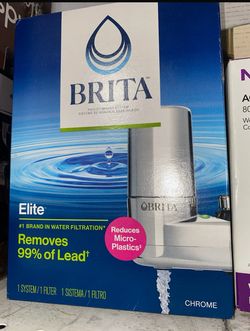 BRITA
Elite
#1 BRAND IN WATER FILTRATION*
Removes
99% of Lead†
Reduces
Micro-
Plastics‡
BRITA
1 SYSTEM / 1 FILTER   1 SISTEMA / 1 FILTRO
CHROME